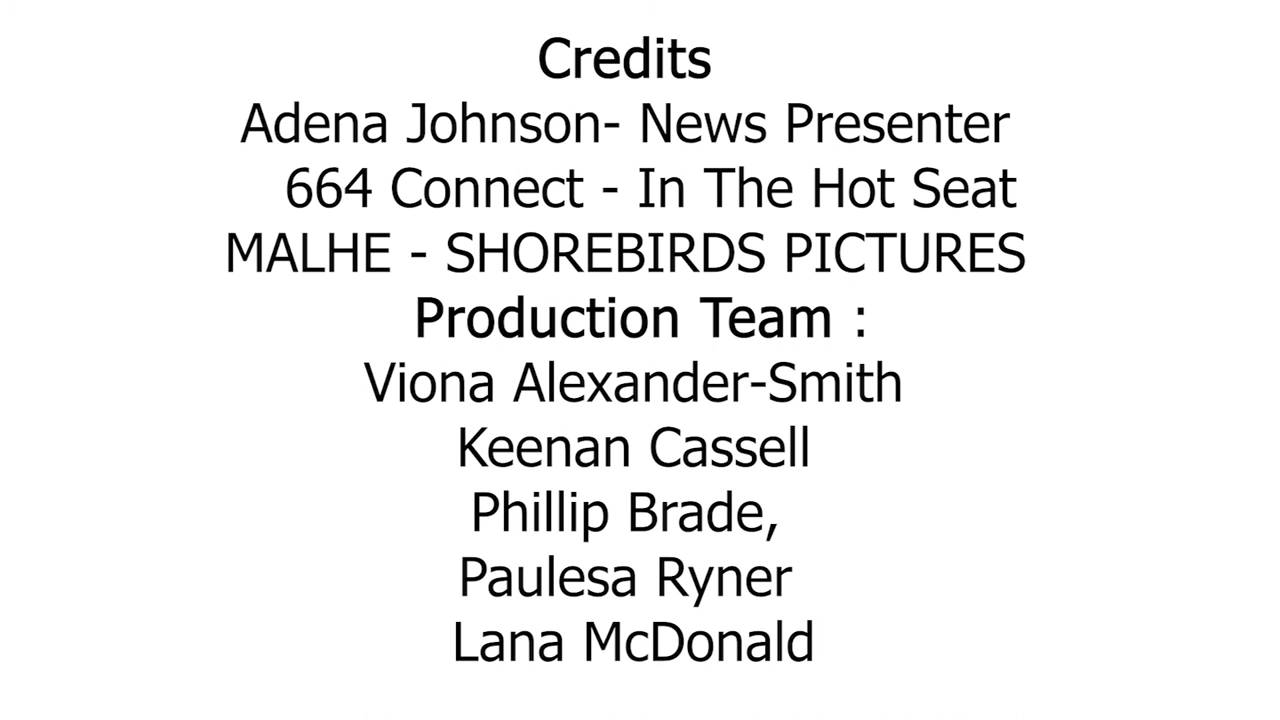 Credits
Adena Johnson- News Presenter
664 Connect - In The Hot Seat
MALHE - SHOREBIRDS PICTURES
Production Team :
Viona Alexander-Smith
Keenan Cassell
Phillip Brade,
Paulesa Ryner
Lana McDonald